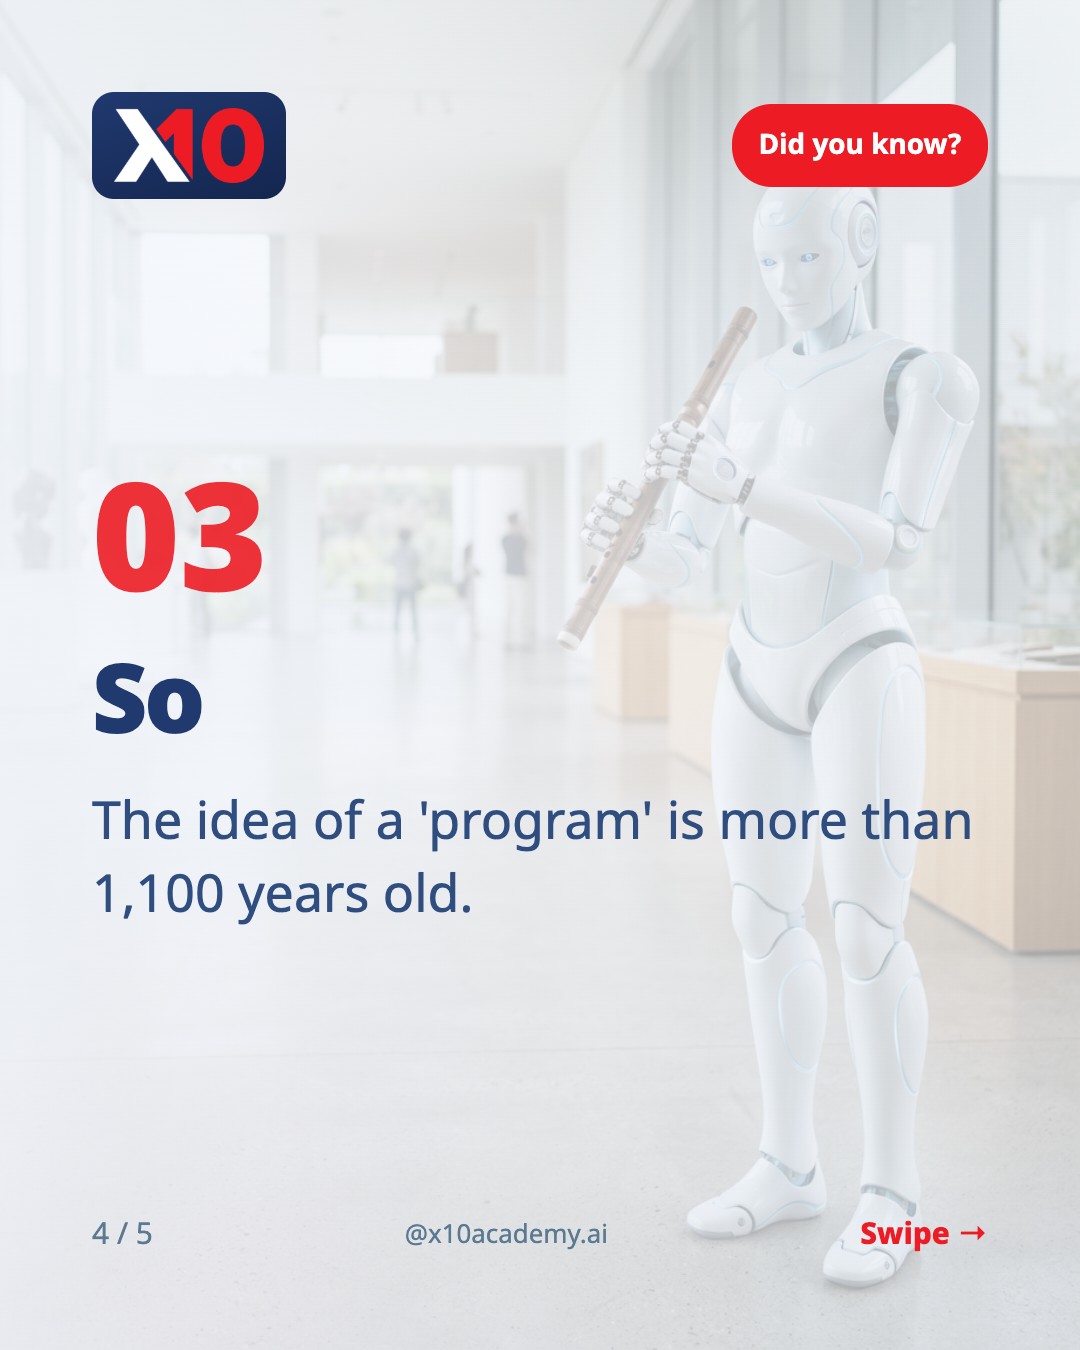 X10
Did you know?
03
So
The idea of a 'program' is more than
1,100 years old.
4 / 5
@x10academy.ai
Swipe →